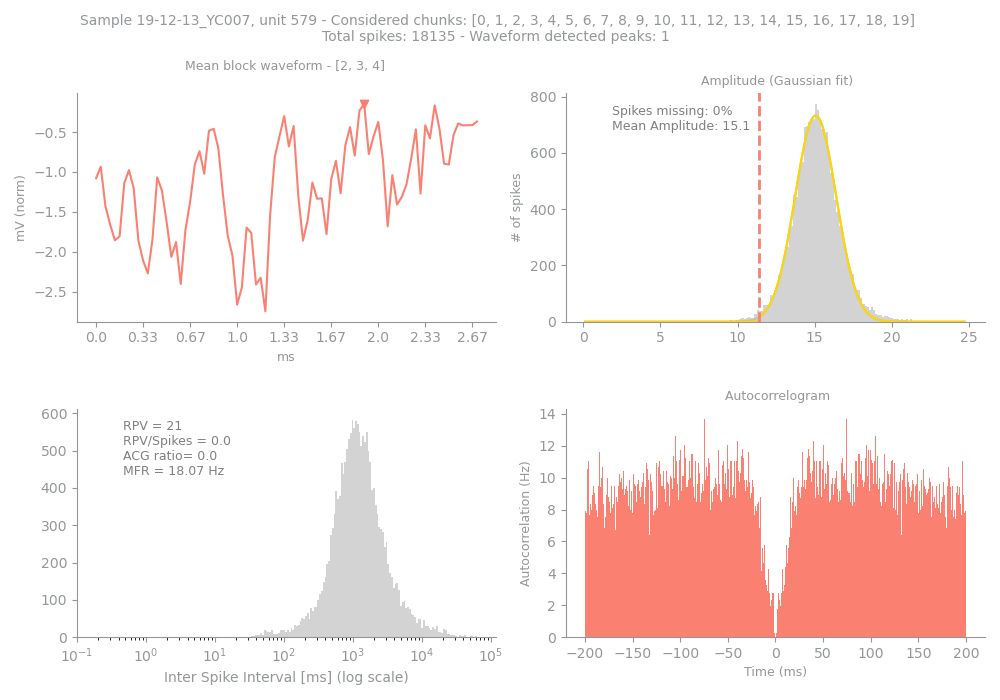 Sample 19-12-13_YC007, unit 579 - Considered chunks: [0, 1, 2, 3, 4, 5, 6, 7, 8, 9, 10, 11, 12, 13, 14, 15, 16, 17, 18, 19]
Total spikes: 18135 - Waveform detected peaks: 1
Mean block waveform - [2, 3, 4]
mV (norm)
−0.5
−1.0
−1.5
−2.0
−2.5
0.0 0.33 0.67 1.0 1.33 1.67 2.0 2.33 2.67
ms
Amplitude (Gaussian fit)
Spikes missing: 0%
Mean Amplitude: 15.1
# of spikes
800
600
400
200
0
0 5 10 15 20 25
RPV = 21
RPV/Spikes = 0.0
ACG ratio= 0.0
MFR = 18.07 Hz
600
500
400
300
200
100
0
10⁻¹ 10⁰ 10¹ 10² 10³ 10⁴ 10⁵
Inter Spike Interval [ms] (log scale)
Autocorrelogram
Autocorrelation (Hz)
14
12
10
8
6
4
2
0
−200 −150 −100 −50 0 50 100 150 200
Time (ms)